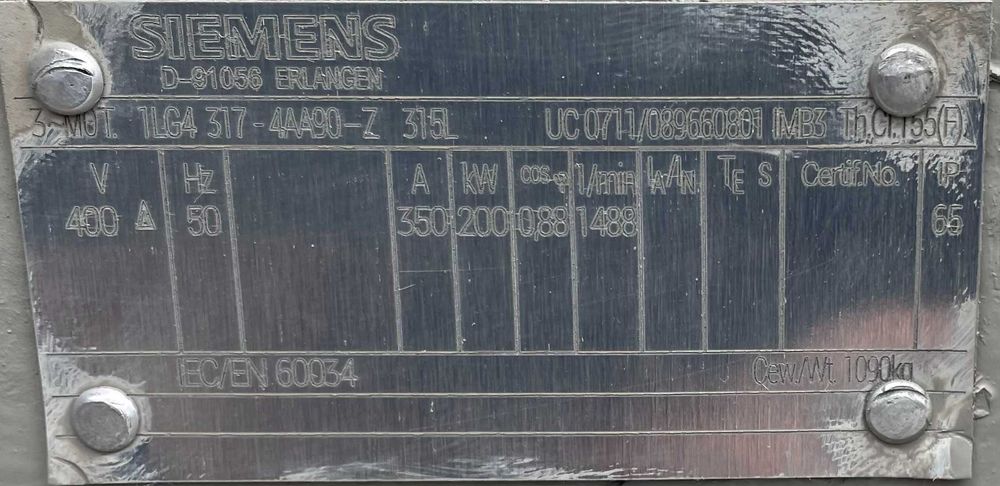 SIEMENS
D-91056 ERLANGEN
3~MOT. 1LG4 317-4AA90-Z 315L UC 0711/089660801 IMB3 Th.Cl.155(F)
V Hz A kW cosφ 1/min IA/IN TE S Certif.No. IP
400 Δ 50 350 200 0,88 1488 65
IEC/EN 60034 Gew./Wt. 1090kg